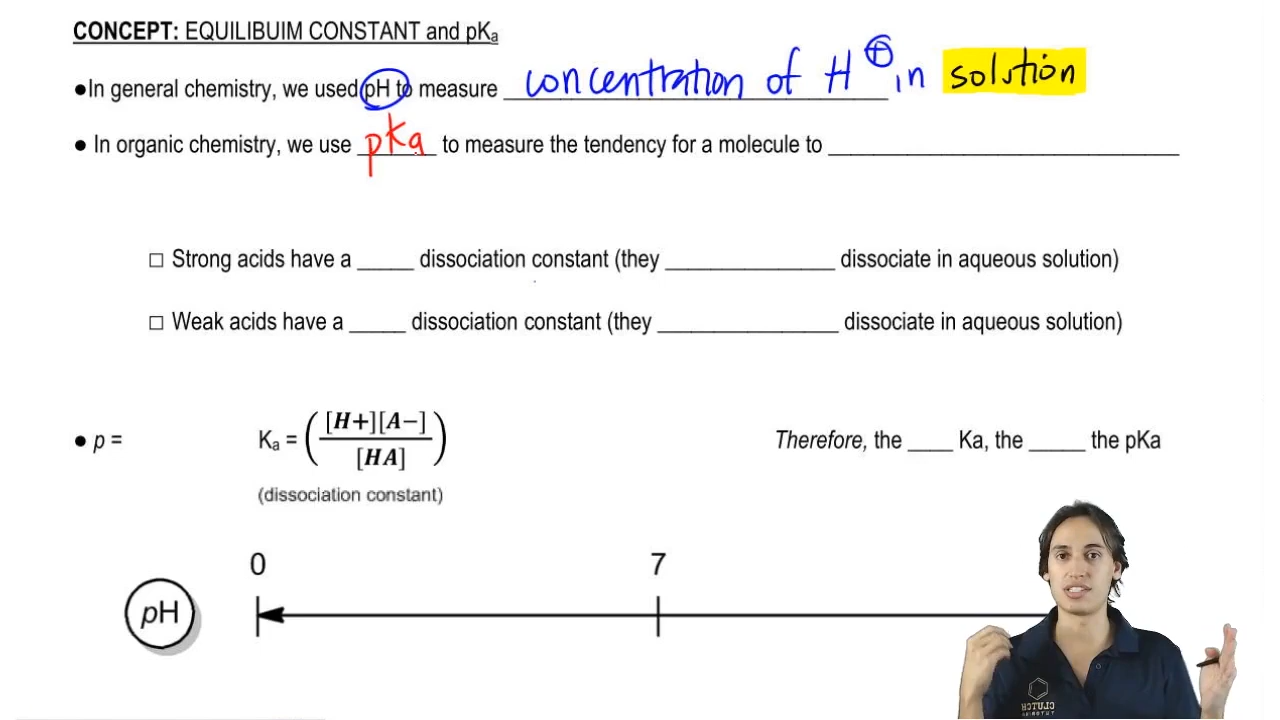 CONCEPT: EQUILIBUIM CONSTANT and pKa
●In general chemistry, we used pH to measure concentration of H⊕ in solution
● In organic chemistry, we use pKa to measure the tendency for a molecule to ______
□ Strong acids have a _____ dissociation constant (they ______ dissociate in aqueous solution)
□ Weak acids have a _____ dissociation constant (they ______ dissociate in aqueous solution)
● p = Ka = ([H+][A−] / [HA]) Therefore, the ____ Ka, the _____ the pKa
(dissociation constant)
0 7
pH